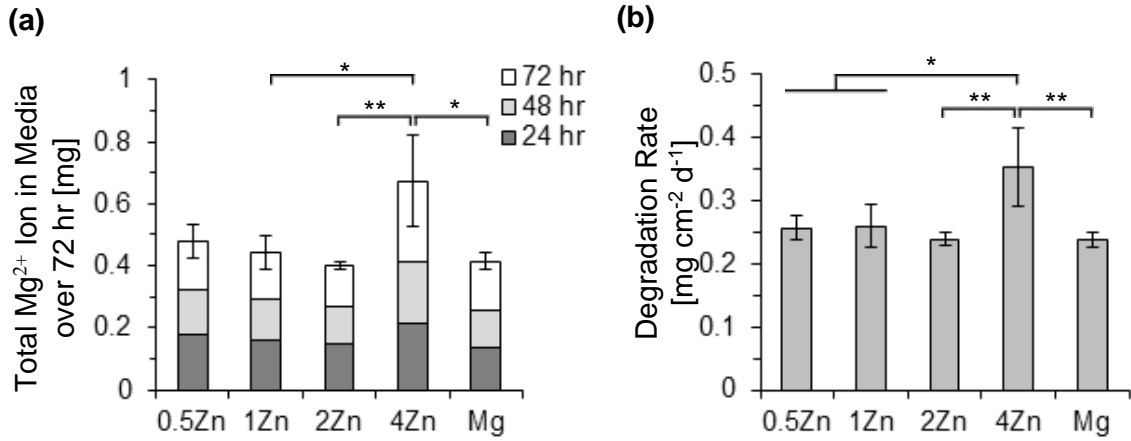 (a)
Total Mg²⁺ Ion in Media
over 72 hr [mg]
1
0.8
0.6
0.4
0.2
0
*
**
*
72 hr
48 hr
24 hr
0.5Zn 1Zn 2Zn 4Zn Mg
(b)
Degradation Rate
[mg cm⁻² d⁻¹]
0.5
0.4
0.3
0.2
0.1
0
*
**
**
0.5Zn 1Zn 2Zn 4Zn Mg